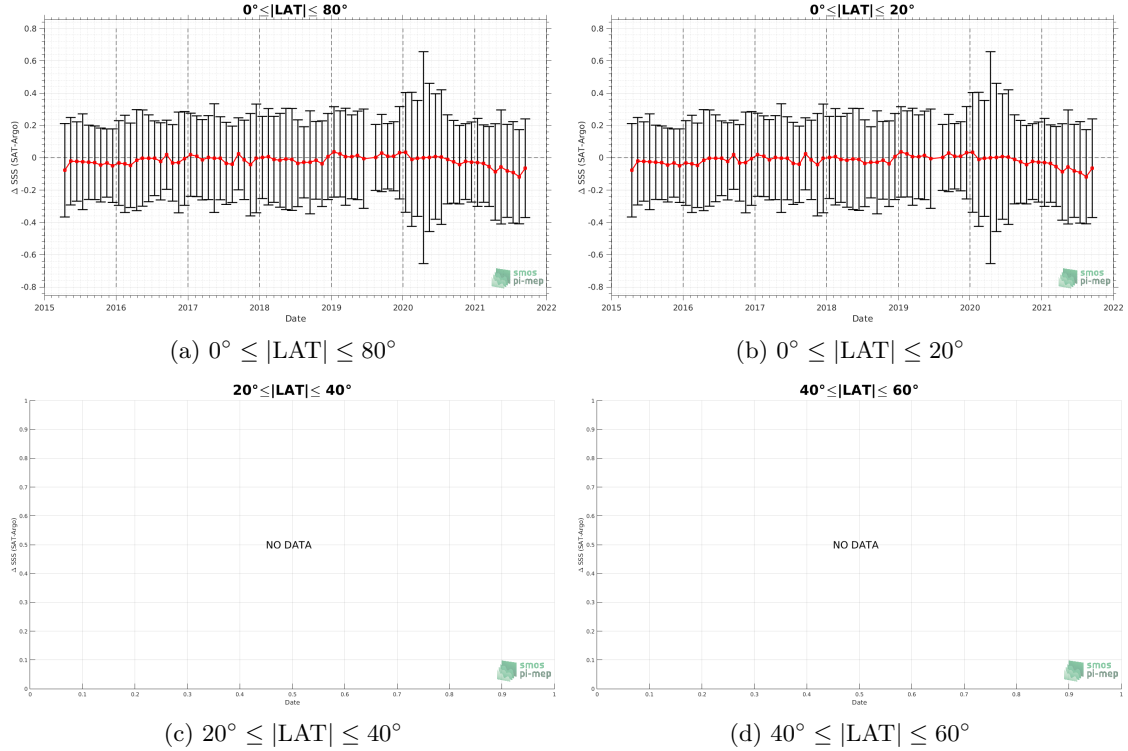 0°≤|LAT|≤ 80°
0.8
0.6
0.4
0.2
0
-0.2
-0.4
-0.6
-0.8
Δ SSS (SAT-Argo)
2015 2016 2017 2018 2019 2020 2021 2022
Date
smos
pi-mep
(a) 0° ≤ |LAT| ≤ 80°
0°≤|LAT|≤ 20°
0.8
0.6
0.4
0.2
0
-0.2
-0.4
-0.6
-0.8
Δ SSS (SAT-Argo)
2015 2016 2017 2018 2019 2020 2021 2022
Date
smos
pi-mep
(b) 0° ≤ |LAT| ≤ 20°
20°≤|LAT|≤ 40°
1
0.9
0.8
0.7
0.6
0.5
0.4
0.3
0.2
0.1
0
Δ SSS (SAT-Argo)
NO DATA
0 0.1 0.2 0.3 0.4 0.5 0.6 0.7 0.8 0.9 1
Date
smos
pi-mep
(c) 20° ≤ |LAT| ≤ 40°
40°≤|LAT|≤ 60°
1
0.9
0.8
0.7
0.6
0.5
0.4
0.3
0.2
0.1
0
Δ SSS (SAT-Argo)
NO DATA
0 0.1 0.2 0.3 0.4 0.5 0.6 0.7 0.8 0.9 1
Date
smos
pi-mep
(d) 40° ≤ |LAT| ≤ 60°